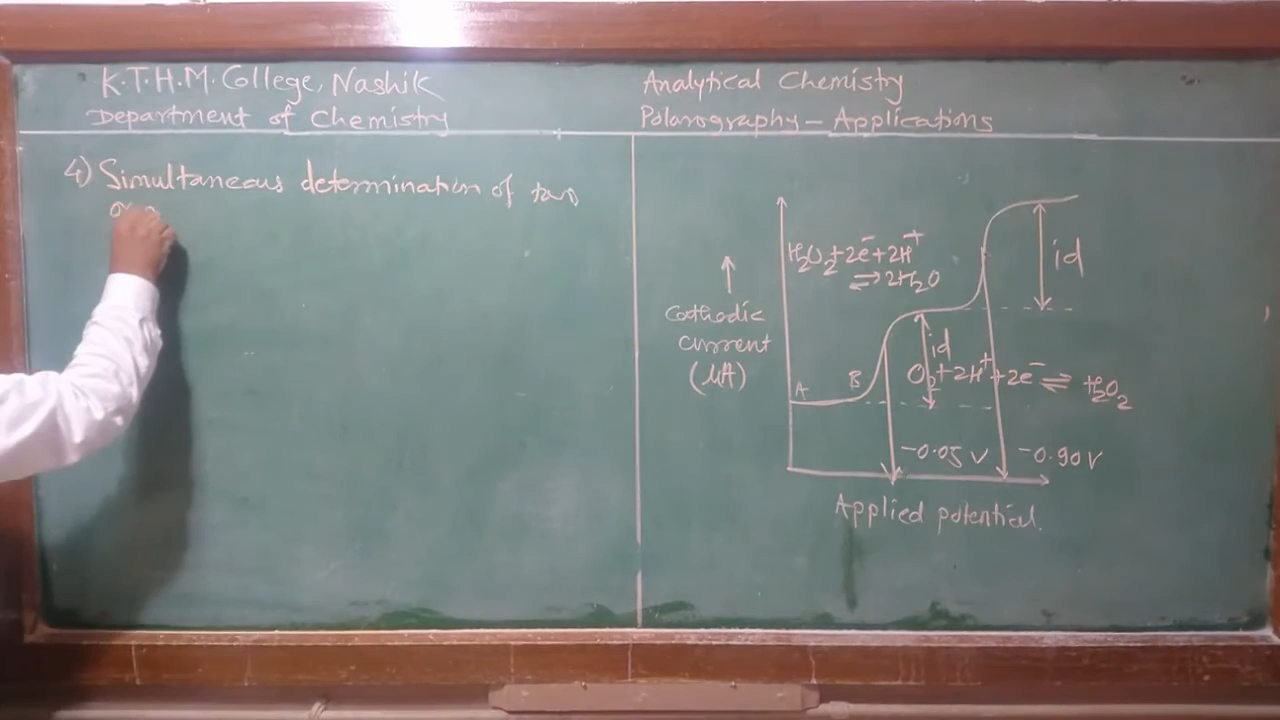 K.T.H.M. College, Nashik
Department of Chemistry
Analytical Chemistry
Polarography – Applications
4) Simultaneous determination of two
or
H₂O₂+2e⁻+2H⁺
⇌ 2H₂O
id
Cathodic
current
(μA)
A
B
id
O₂+2H⁺+2e⁻ ⇌ H₂O₂
-0.05 V
-0.90 V
Applied potential.